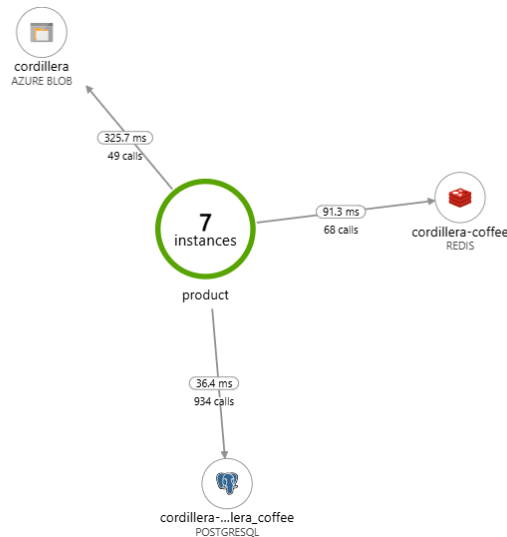 cordillera
AZURE BLOB
325.7 ms
49 calls
7
instances
product
91.3 ms
68 calls
cordillera-coffee
REDIS
36.4 ms
934 calls
cordillera-...lera_coffee
POSTGRESQL